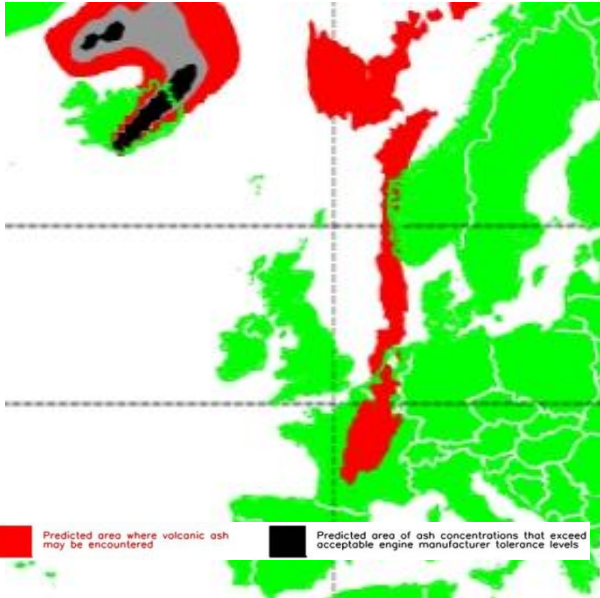 Predicted area where volcanic ash
may be encountered
Predicted area of ash concentrations that exceed
acceptable engine manufacturer tolerance levels